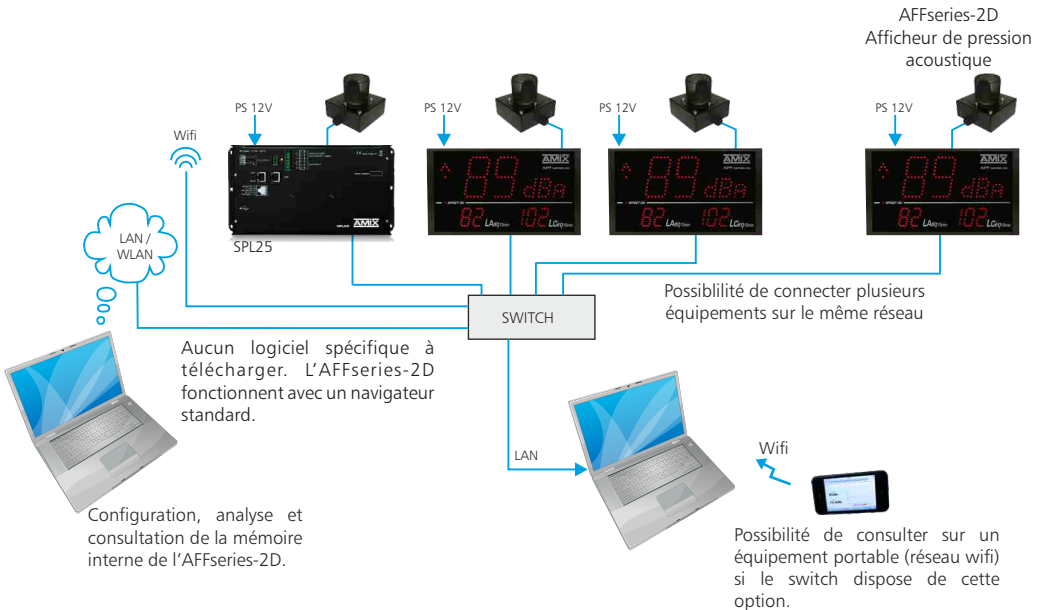 AFFseries-2D
Afficheur de pression
acoustique
PS 12V
PS 12V
PS 12V
PS 12V
Wifi
AMIX
SPL25
89 dBA
AMIX
82 LAeq
102 LCeq
89 dBA
AMIX
82 LAeq
102 LCeq
89 dBA
AMIX
82 LAeq
102 LCeq
LAN /
WLAN
SWITCH
Possiblilité de connecter plusieurs
équipements sur le même réseau
Aucun logiciel spécifique à
télécharger. L’AFFseries-2D
fonctionnent avec un navigateur
standard.
LAN
Wifi
Configuration, analyse et
consultation de la mémoire
interne de l’AFFseries-2D.
Possibilité de consulter sur un
équipement portable (réseau wifi)
si le switch dispose de cette
option.